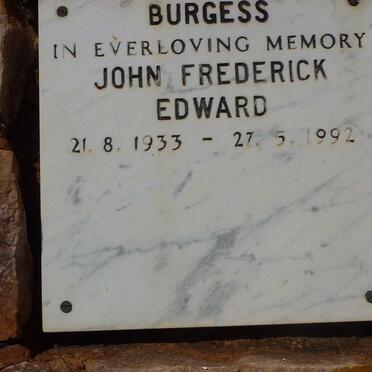 BURGESS
IN EVERLOVING MEMORY
JOHN FREDERICK
EDWARD
21. 8. 1933 - 27. 5. 1992